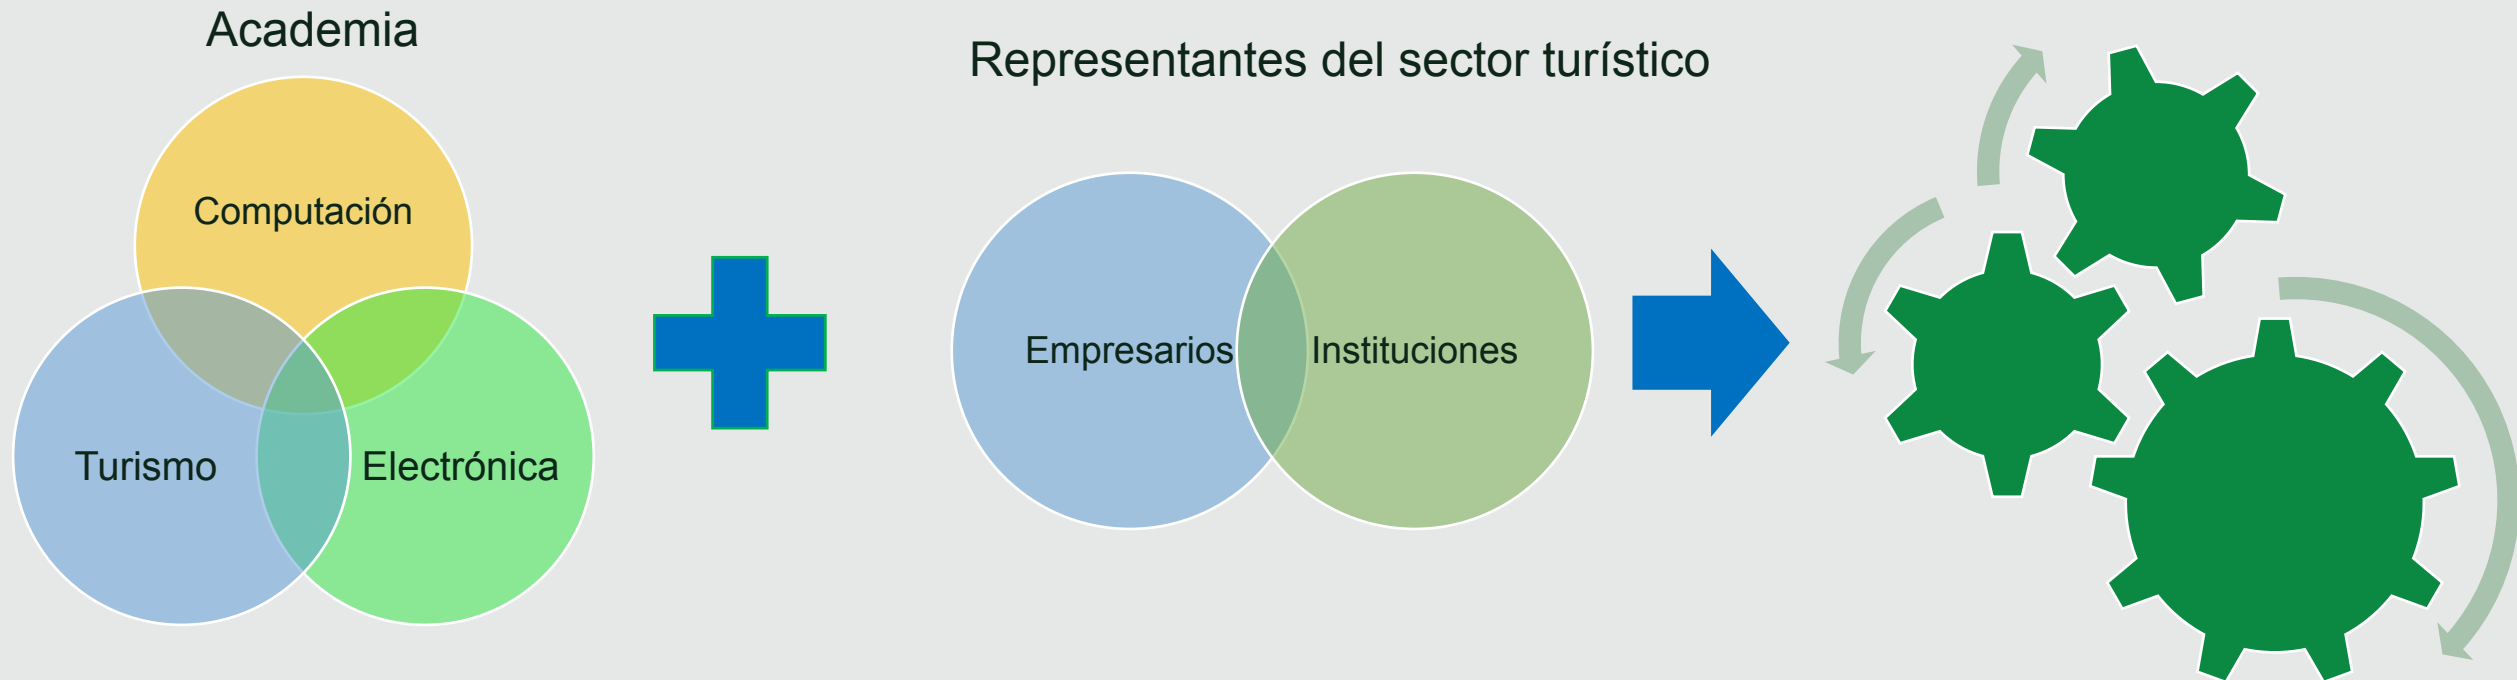 Academia
Computación
Turismo
Electrónica
Representantes del sector turístico
Empresarios
Instituciones